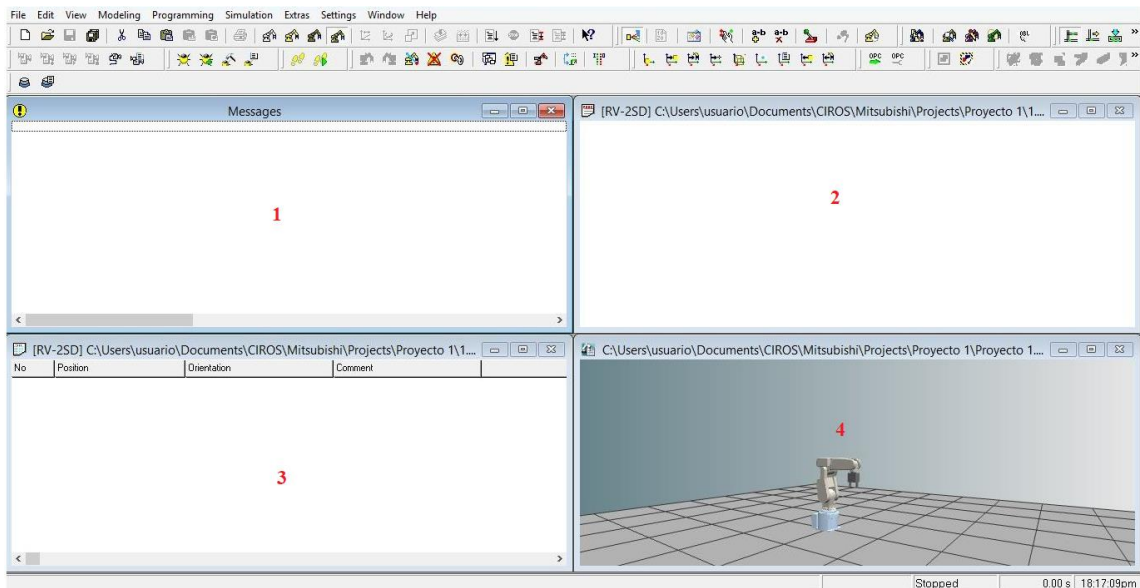 File Edit View Modeling Programming Simulation Extras Settings Window Help
OPC OPC
Messages
[RV-2SD] C:\Users\usuario\Documents\CIROS\Mitsubishi\Projects\Proyecto 1\1....
1
2
[RV-2SD] C:\Users\usuario\Documents\CIROS\Mitsubishi\Projects\Proyecto 1\1....
C:\Users\usuario\Documents\CIROS\Mitsubishi\Projects\Proyecto 1\Proyecto 1....
No Position Orientation Comment
3
4
Stopped 0.00 s 18:17:09pm